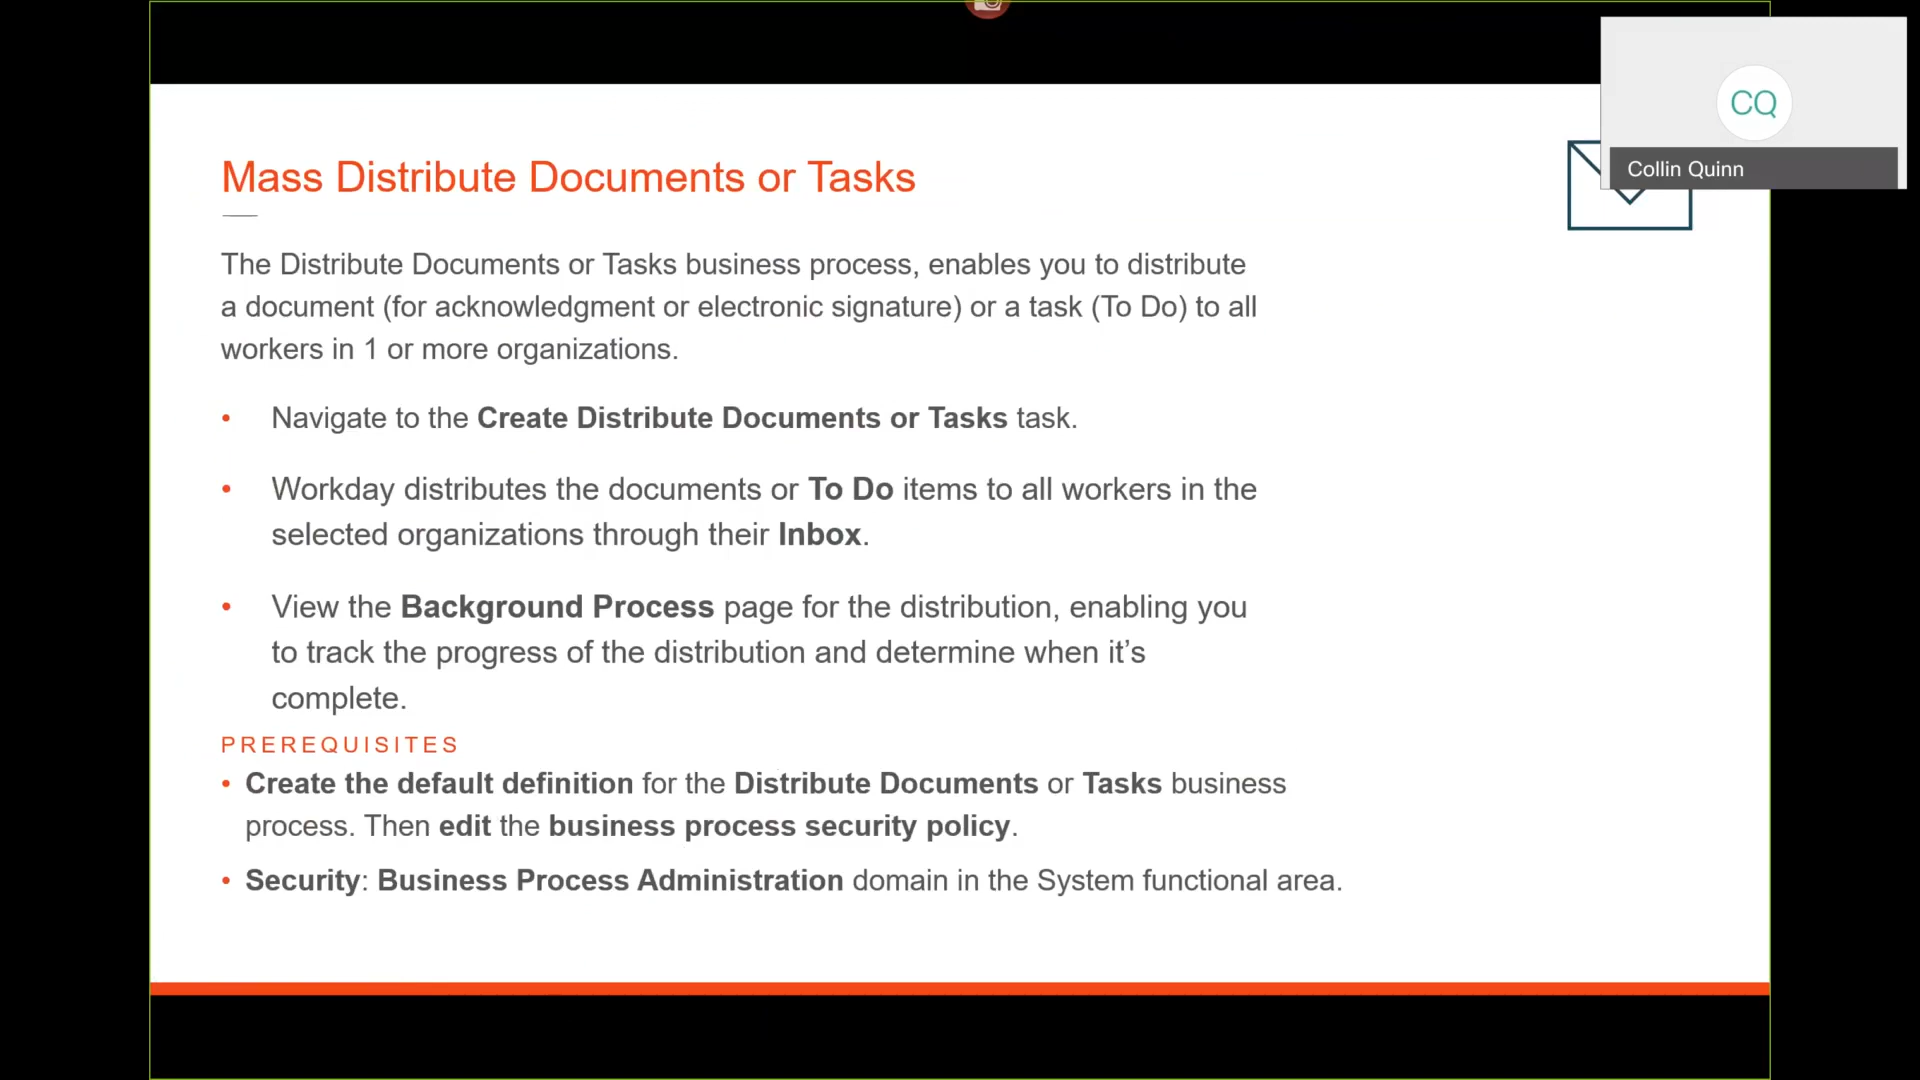 CQ
Collin Quinn
Mass Distribute Documents or Tasks
The Distribute Documents or Tasks business process, enables you to distribute
a document (for acknowledgment or electronic signature) or a task (To Do) to all
workers in 1 or more organizations.
• Navigate to the Create Distribute Documents or Tasks task.
• Workday distributes the documents or To Do items to all workers in the
selected organizations through their Inbox.
• View the Background Process page for the distribution, enabling you
to track the progress of the distribution and determine when it’s
complete.
PREREQUISITES
• Create the default definition for the Distribute Documents or Tasks business
process. Then edit the business process security policy.
• Security: Business Process Administration domain in the System functional area.